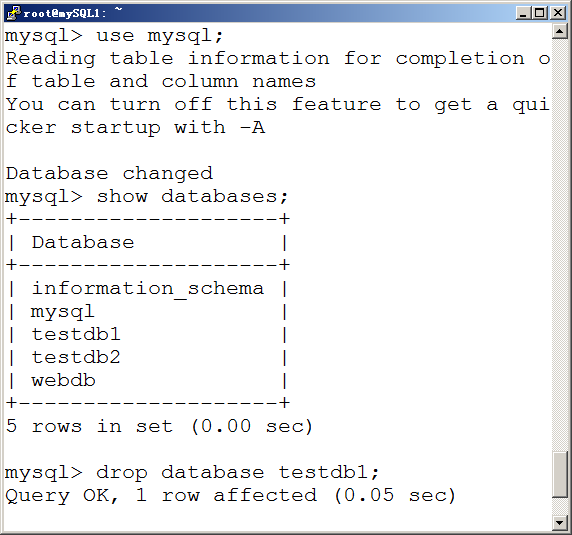 root@mySQL1: ~
mysql> use mysql;
Reading table information for completion o
f table and column names
You can turn off this feature to get a qui
cker startup with -A
Database changed
mysql> show databases;
+--------------------+
| Database           |
+--------------------+
| information_schema |
| mysql              |
| testdb1            |
| testdb2            |
| webdb              |
+--------------------+
5 rows in set (0.00 sec)
mysql> drop database testdb1;
Query OK, 1 row affected (0.05 sec)